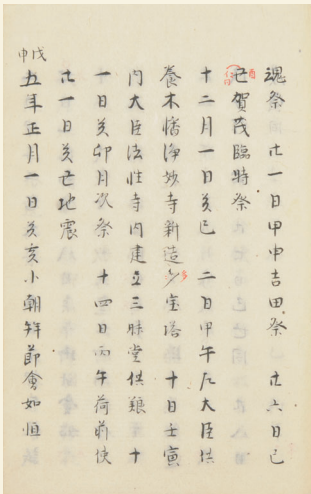 魂祭 廿一日甲申吉田祭 廿六日己
丑賀茂臨時祭
十二月一日癸巳 二日甲午左大臣供
養木幡浄妙寺新造多宝塔 十日壬寅
内大臣法性寺内建立三昧堂供養 十
一日癸卯月次祭 十四日丙午荷前使
廿一日癸丑地震
戊申
五年正月一日癸亥小朝拝節會如恒